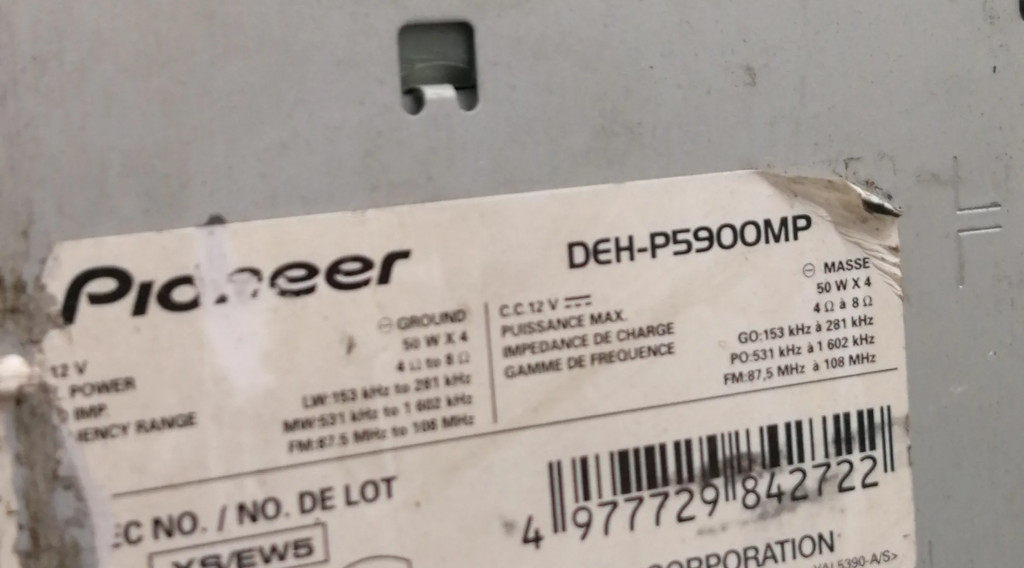 Pioneer
DEH-P5900MP
12 V
⊖ GROUND
POWER
50 W X 4
IMP.
4 Ω to 8 Ω
ENCY RANGE
LW:153 kHz to 281 kHz
MW:531 kHz to 1 602 kHz
FM:87.5 MHz to 108 MHz
C.C.12 V
⊖ MASSE
PUISSANCE MAX.
50 W X 4
IMPEDANCE DE CHARGE
4 Ω à 8 Ω
GAMME DE FREQUENCE
GO:153 kHz à 281 kHz
PO:531 kHz à 1 602 kHz
FM:87,5 MHz à 108 MHz
EC NO. / NO. DE LOT
XS/EW5
4 977729 842722
ORPORATION
5390-A/S>